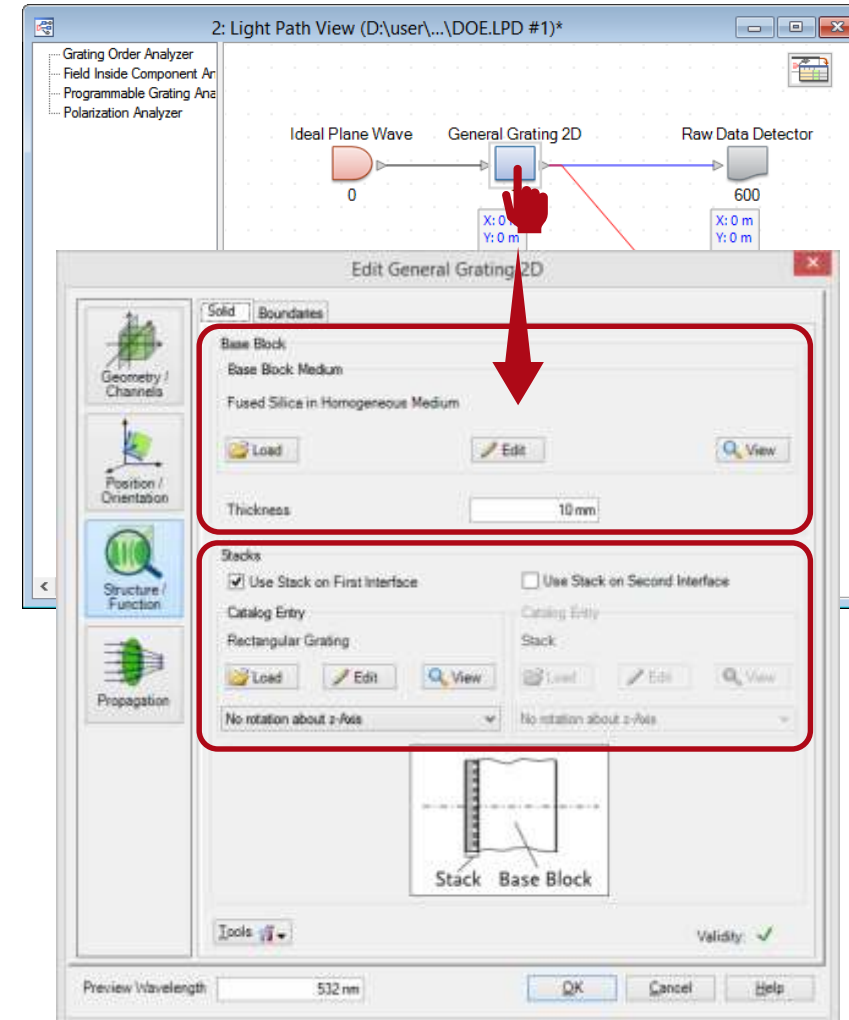 2: Light Path View (D:\user\...\DOE.LPD #1)*
Grating Order Analyzer
Field Inside Component An
Programmable Grating Ana
Polarization Analyzer
Ideal Plane Wave General Grating 2D Raw Data Detector
0 600
X: 0 m X: 0 m
Y: 0 m Y: 0 m
Edit General Grating 2D
Solid Boundaries
Geometry /
Channels
Position /
Orientation
Structure /
Function
Propagation
Base Block
Base Block Medium
Fused Silica in Homogeneous Medium
Load Edit View
Thickness 10 mm
Stacks
Use Stack on First Interface Use Stack on Second Interface
Catalog Entry Catalog Entry
Rectangular Grating Stack
Load Edit View Load Edit View
No rotation about z-Axis No rotation about z-Axis
Stack Base Block
Tools Validity:
Preview Wavelength 532 nm OK Cancel Help